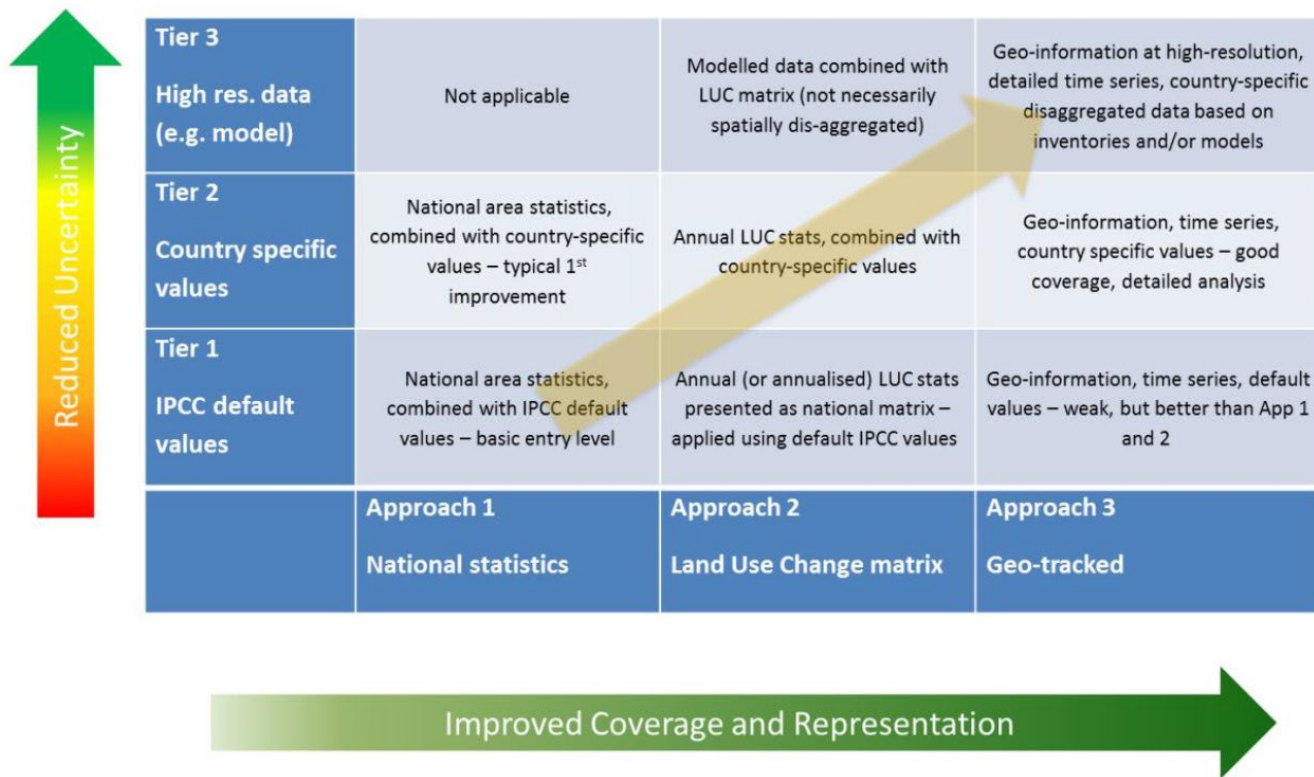 Reduced Uncertainty
Tier 3
High res. data
(e.g. model)
Not applicable
Modelled data combined with
LUC matrix (not necessarily
spatially dis-aggregated)
Geo-information at high-resolution,
detailed time series, country-specific
disaggregated data based on
inventories and/or models
Tier 2
Country specific
values
National area statistics,
combined with country-specific
values – typical 1st
improvement
Annual LUC stats, combined with
country-specific values
Geo-information, time series,
country specific values – good
coverage, detailed analysis
Tier 1
IPCC default
values
National area statistics,
combined with IPCC default
values – basic entry level
Annual (or annualised) LUC stats
presented as national matrix –
applied using default IPCC values
Geo-information, time series, default
values – weak, but better than App 1
and 2
Approach 1
National statistics
Approach 2
Land Use Change matrix
Approach 3
Geo-tracked
Improved Coverage and Representation